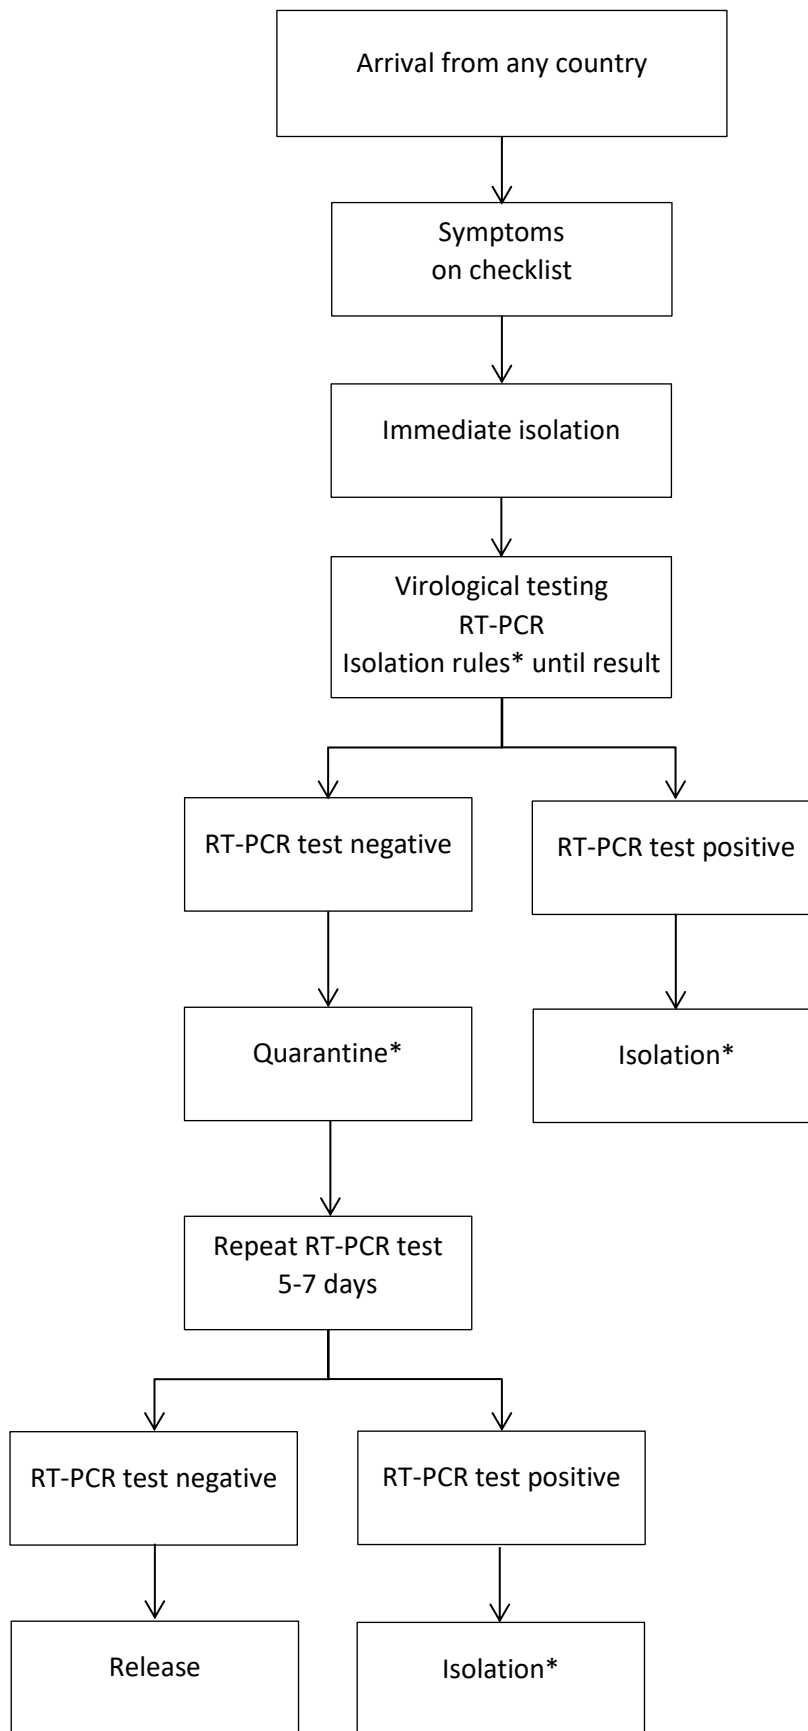 Arrival from any country
Symptoms
on checklist
Immediate isolation
Virological testing
RT-PCR
Isolation rules* until result
RT-PCR test negative
RT-PCR test positive
Quarantine*
Isolation*
Repeat RT-PCR test
5-7 days
RT-PCR test negative
RT-PCR test positive
Release
Isolation*